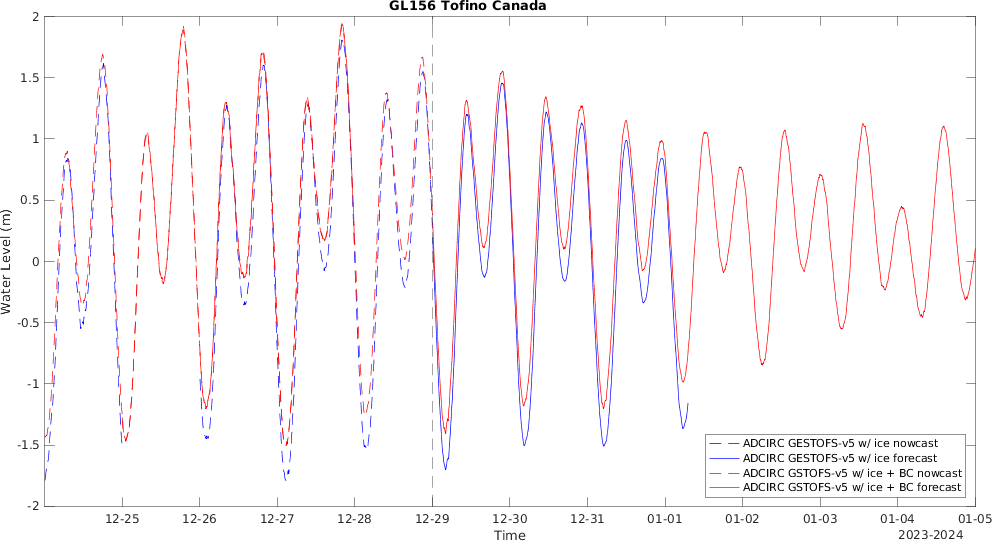 GL156 Tofino Canada
2
1.5
1
0.5
0
-0.5
-1
-1.5
-2
Water Level (m)
12-25 12-26 12-27 12-28 12-29 12-30 12-31 01-01 01-02 01-03 01-04 01-05
Time
2023-2024
ADCIRC GESTOFS-v5 w/ ice nowcast
ADCIRC GESTOFS-v5 w/ ice forecast
ADCIRC GSTOFS-v5 w/ ice + BC nowcast
ADCIRC GSTOFS-v5 w/ ice + BC forecast